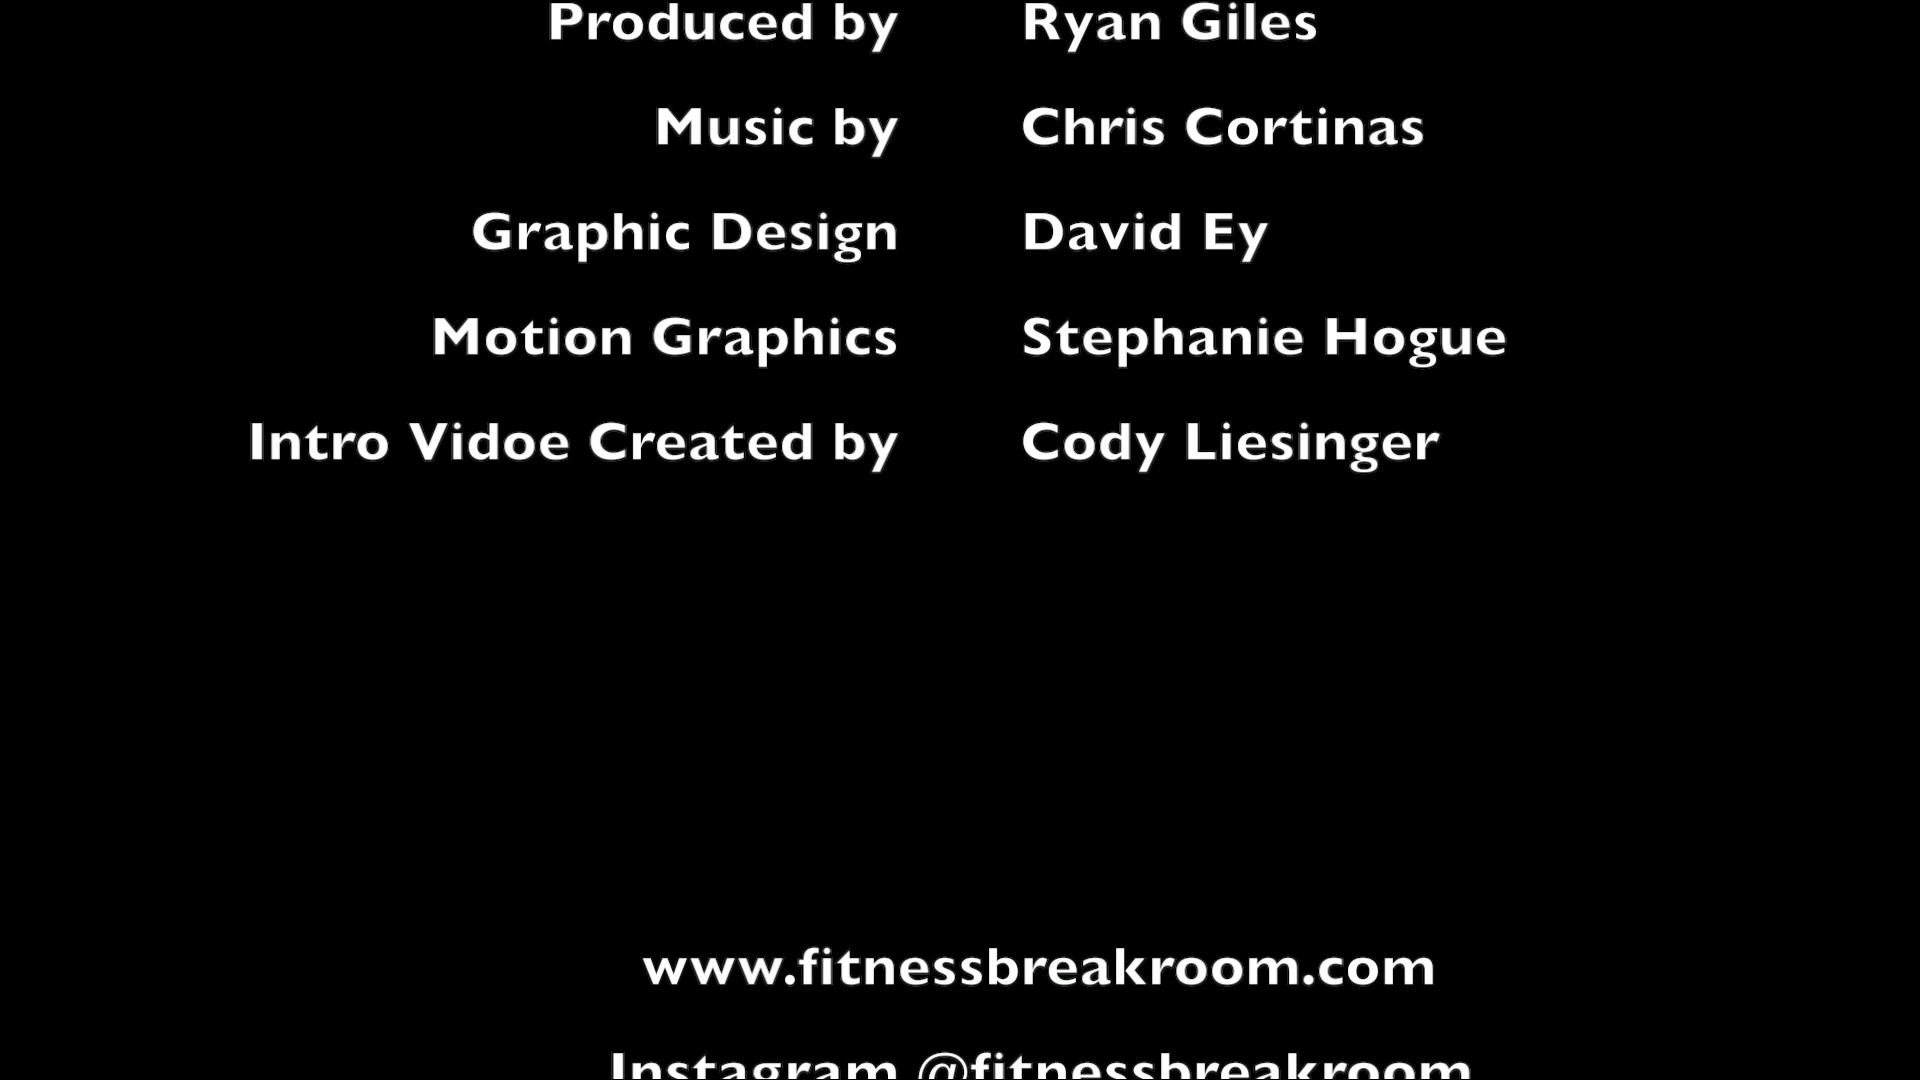 Produced by Ryan Giles
Music by Chris Cortinas
Graphic Design David Ey
Motion Graphics Stephanie Hogue
Intro Vidoe Created by Cody Liesinger
www.fitnessbreakroom.com
Instagram @fitnessbreakroom